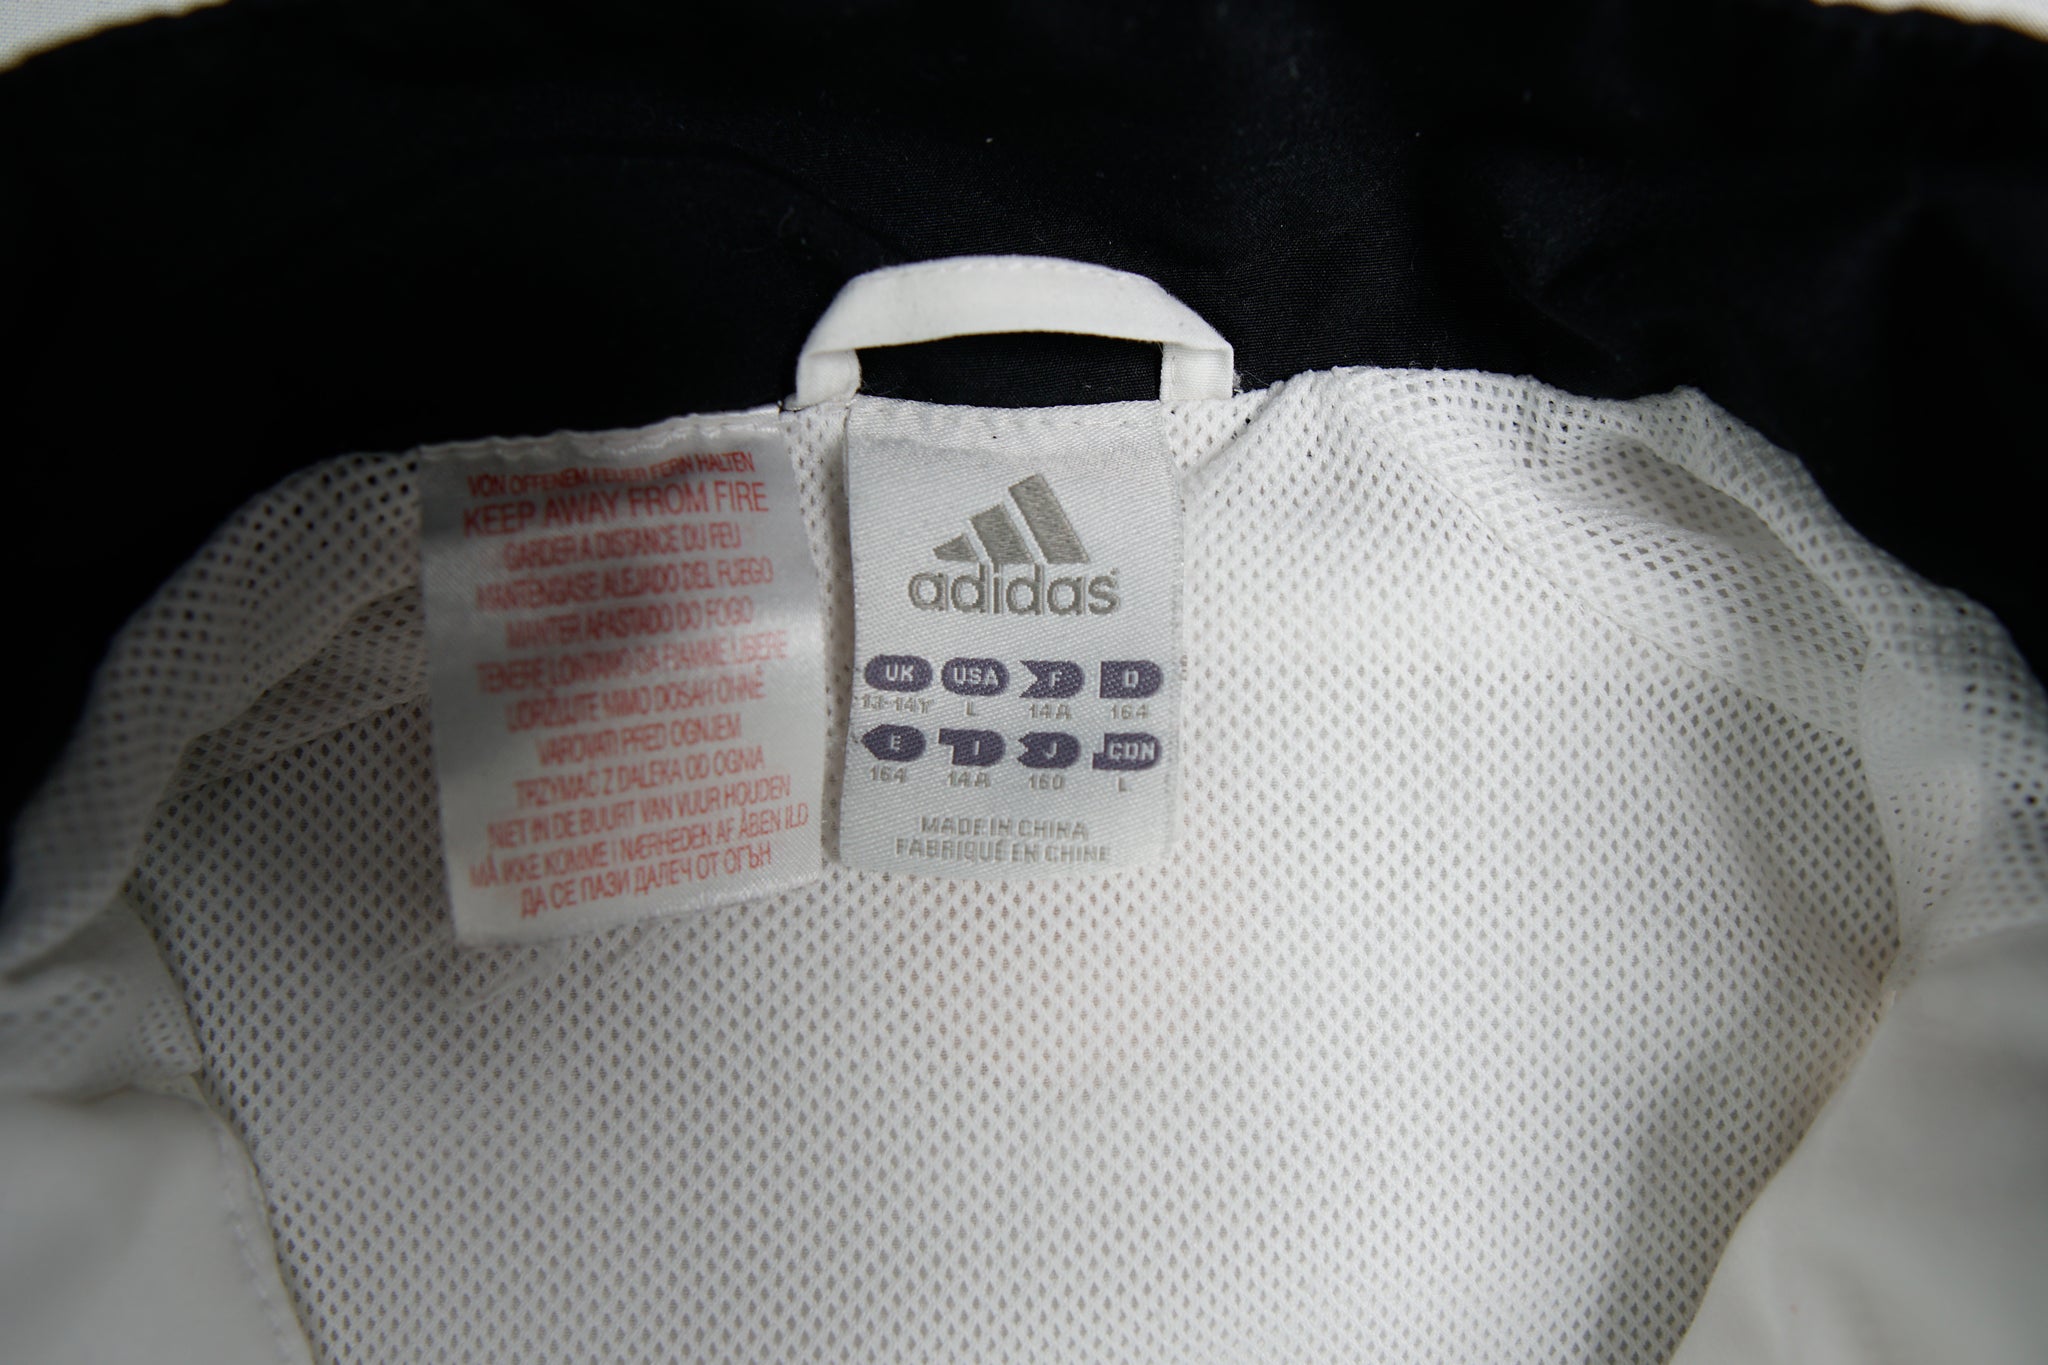 VON OFFENEM FEUER FERN HALTEN
KEEP AWAY FROM FIRE
GARDER A DISTANCE DU FEU
MANTENGASE ALEJADO DEL FUEGO
MANTER AFASTADO DO FOGO
TENERE LONTANO DA FIAMME LIBERE
UDRŽUJTE MIMO DOSAH OHNĚ
VAROVATI PRED OGNJEM
TRZYMAĆ Z DALEKA OD OGNIA
NIET IN DE BUURT VAN VUUR HOUDEN
MÅ IKKE KOMME I NÆRHEDEN AF ÅBEN ILD
ДА СЕ ПАЗИ ДАЛЕЧ ОТ ОГЪН
adidas
UK USA F D
13-14Y L 14A 164
E I J CDN
164 14A 160 L
MADE IN CHINA
FABRIQUÉ EN CHINE